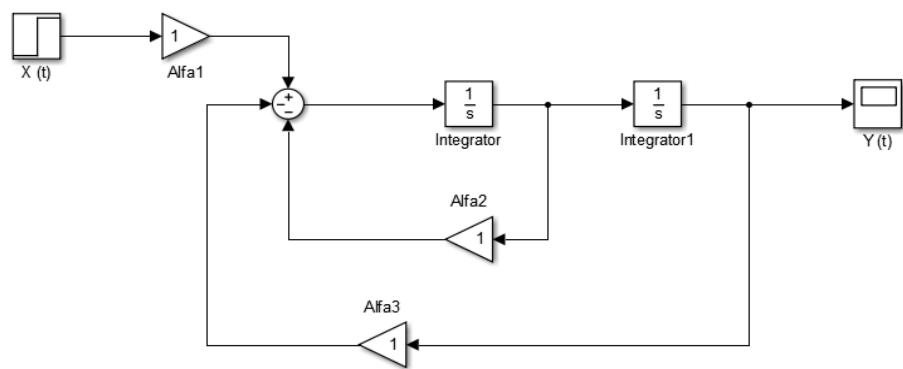 X (t)
1
Alfa1
+
−
−
1
s
Integrator
1
s
Integrator1
Y (t)
Alfa2
1
Alfa3
1